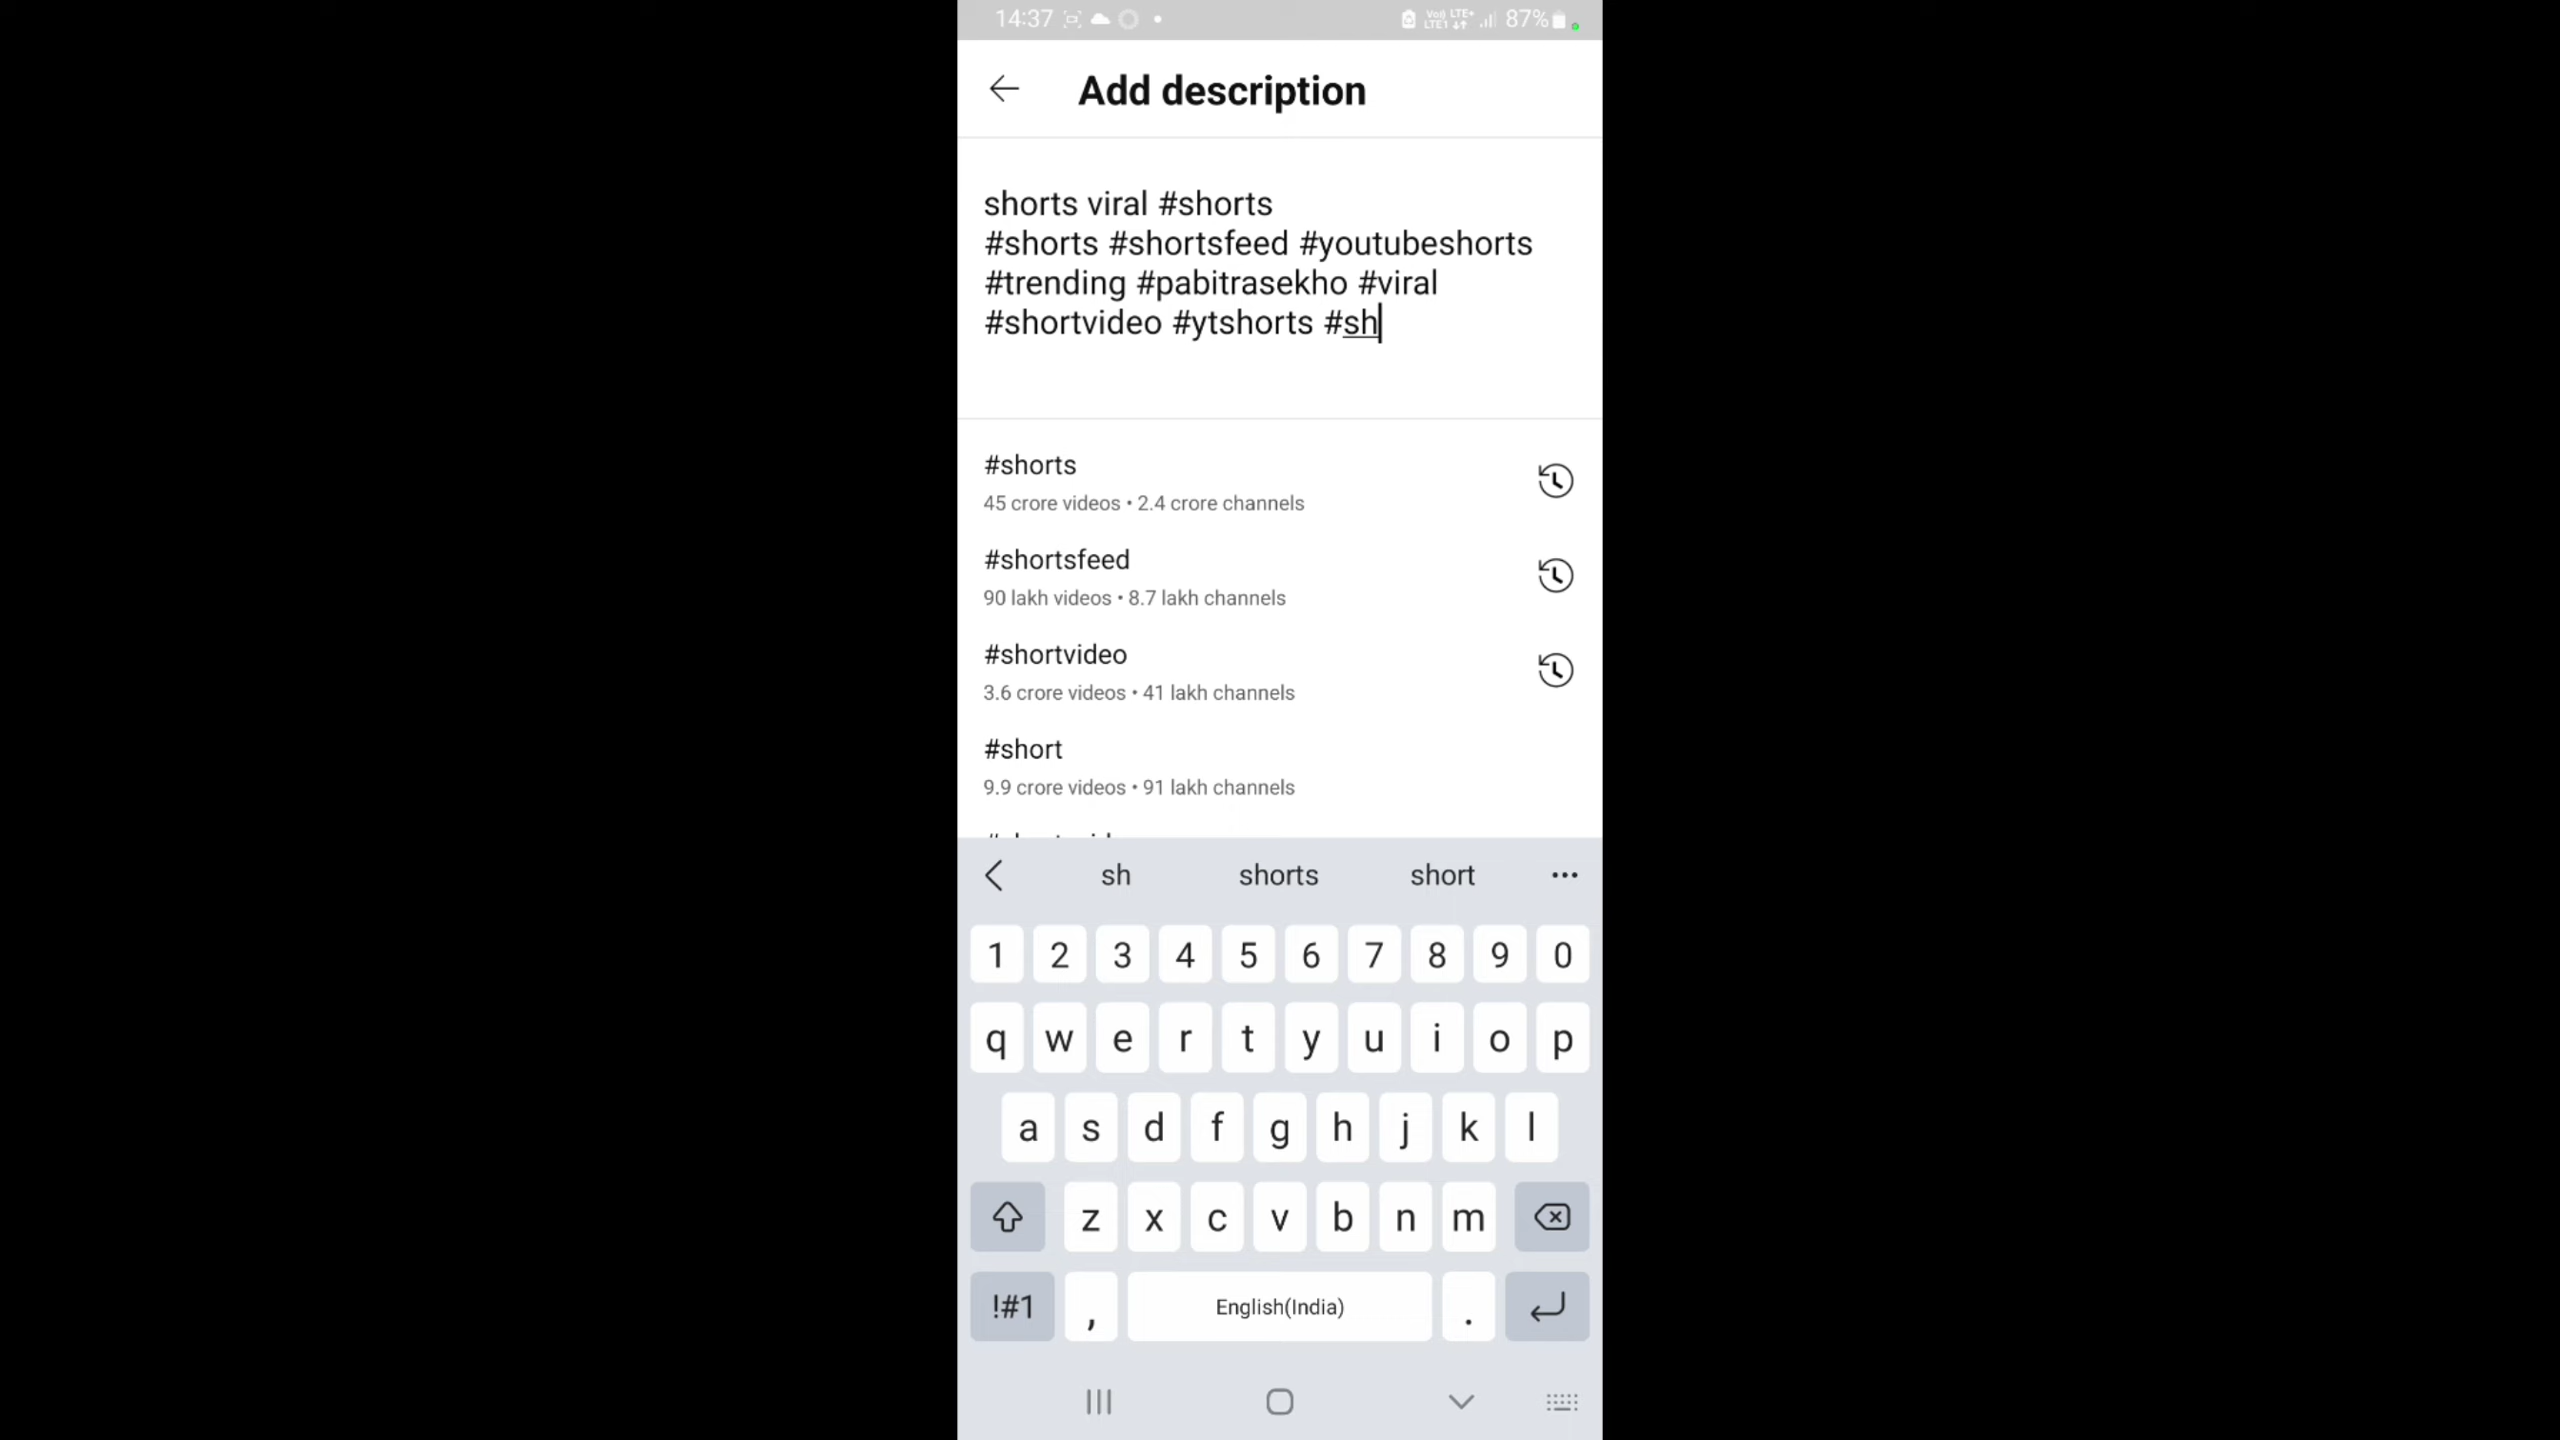 14:37 Vo) LTE+ LTE1 87%
Add description
shorts viral #shorts
#shorts #shortsfeed #youtubeshorts
#trending #pabitrasekho #viral
#shortvideo #ytshorts #sh
#shorts
45 crore videos • 2.4 crore channels
#shortsfeed
90 lakh videos • 8.7 lakh channels
#shortvideo
3.6 crore videos • 41 lakh channels
#short
9.9 crore videos • 91 lakh channels
sh shorts short ...
1 2 3 4 5 6 7 8 9 0
q w e r t y u i o p
a s d f g h j k l
z x c v b n m
!#1 , English(India) .